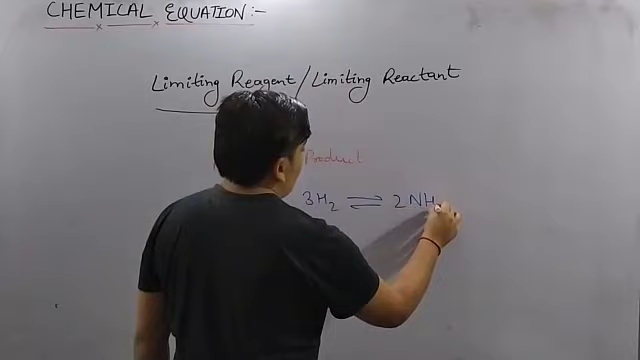 CHEMICAL EQUATION:-
Limiting Reagent/Limiting Reactant
Product
3H₂ ⇌ 2NH